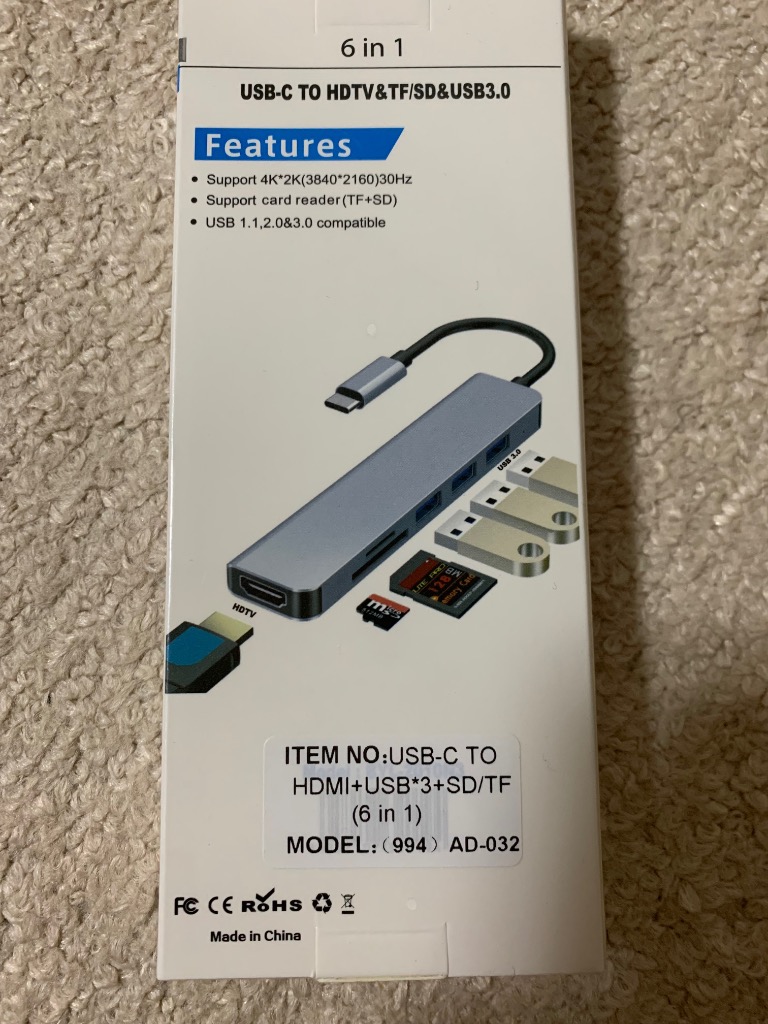 6 in 1
USB-C TO HDTV&TF/SD&USB3.0
Features
• Support 4K*2K(3840*2160)30Hz
• Support card reader(TF+SD)
• USB 1.1,2.0&3.0 compatible
USB 3.0
HDTV
128
ITEM NO:USB-C TO
HDMI+USB*3+SD/TF
(6 in 1)
MODEL:（994）AD-032
FC CE RoHS
Made in China